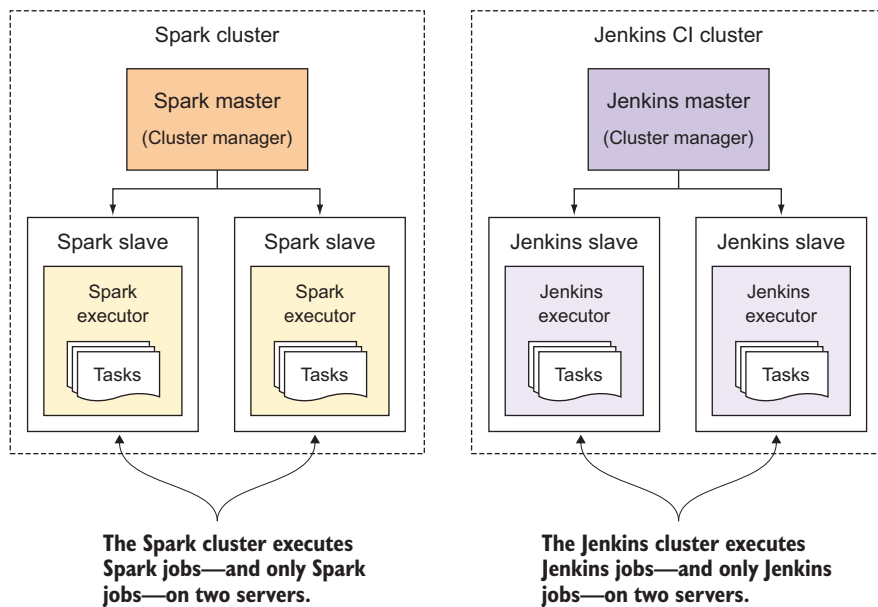 Spark cluster
Spark master
(Cluster manager)
Spark slave
Spark
executor
Tasks
Spark slave
Spark
executor
Tasks
The Spark cluster executes
Spark jobs—and only Spark
jobs—on two servers.
Jenkins CI cluster
Jenkins master
(Cluster manager)
Jenkins slave
Jenkins
executor
Tasks
Jenkins slave
Jenkins
executor
Tasks
The Jenkins cluster executes
Jenkins jobs—and only Jenkins
jobs—on two servers.